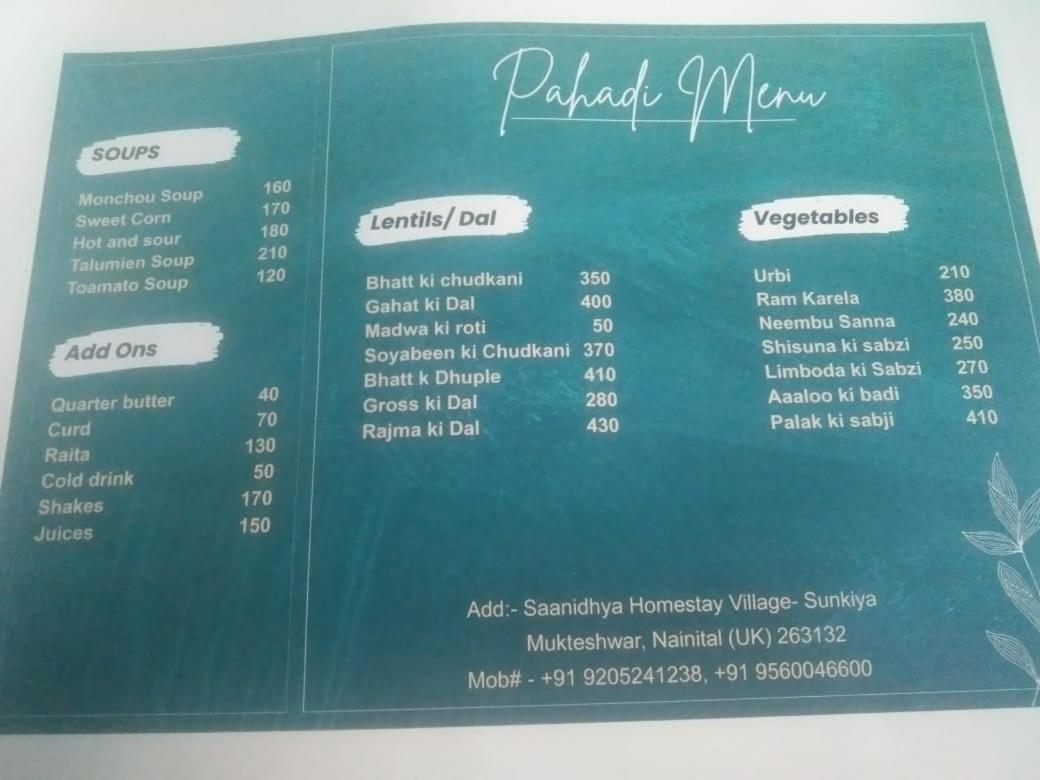 Pahadi Menu
SOUPS
Monchou Soup 160
Sweet Corn 170
Hot and sour 180
Talumien Soup 210
Toamato Soup 120
Add Ons
Quarter butter 40
Curd 70
Raita 130
Cold drink 50
Shakes 170
Juices 150
Lentils/ Dal
Bhatt ki chudkani 350
Gahat ki Dal 400
Madwa ki roti 50
Soyabeen ki Chudkani 370
Bhatt k Dhuple 410
Gross ki Dal 280
Rajma ki Dal 430
Vegetables
Urbi 210
Ram Karela 380
Neembu Sanna 240
Shisuna ki sabzi 250
Limboda ki Sabzi 270
Aaaloo ki badi 350
Palak ki sabji 410
Add:- Saanidhya Homestay Village- Sunkiya
Mukteshwar, Nainital (UK) 263132
Mob# - +91 9205241238, +91 9560046600